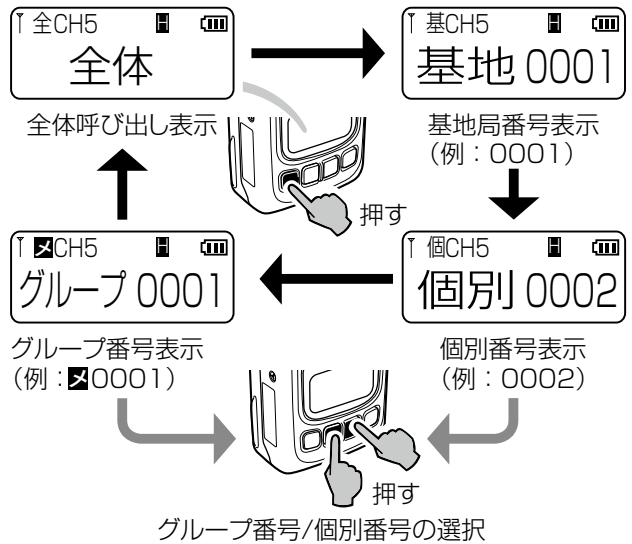 全CH5
全体
全体呼び出し表示
基CH5
基地 0001
基地局番号表示
（例：0001）
押す
メCH5
グループ 0001
グループ番号表示
（例：メ0001）
個CH5
個別 0002
個別番号表示
（例：0002）
押す
グループ番号/個別番号の選択